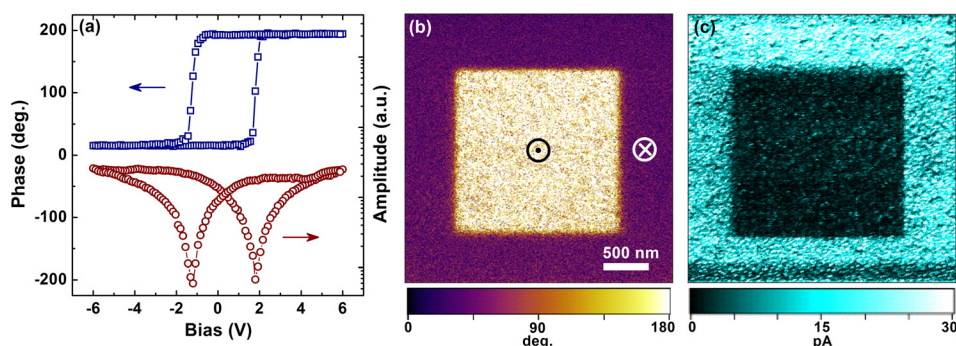 (a)
200
100
0
-100
-200
Phase (deg.)
-6 -4 -2 0 2 4 6
Bias (V)
Amplitude (a.u.)
(b)
500 nm
0 90 180
deg.
(c)
0 15 30
pA